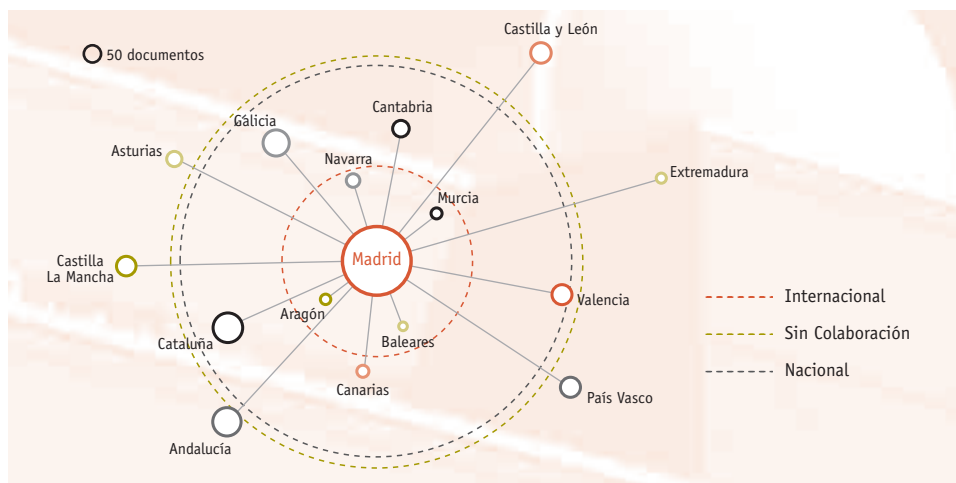 Castilla y León
50 documentos
Cantabria
Galicia
Asturias
Navarra
Extremadura
Murcia
Madrid
Castilla
La Mancha
Internacional
Valencia
Aragón
Sin Colaboración
Cataluña
Baleares
Nacional
Canarias
País Vasco
Andalucía